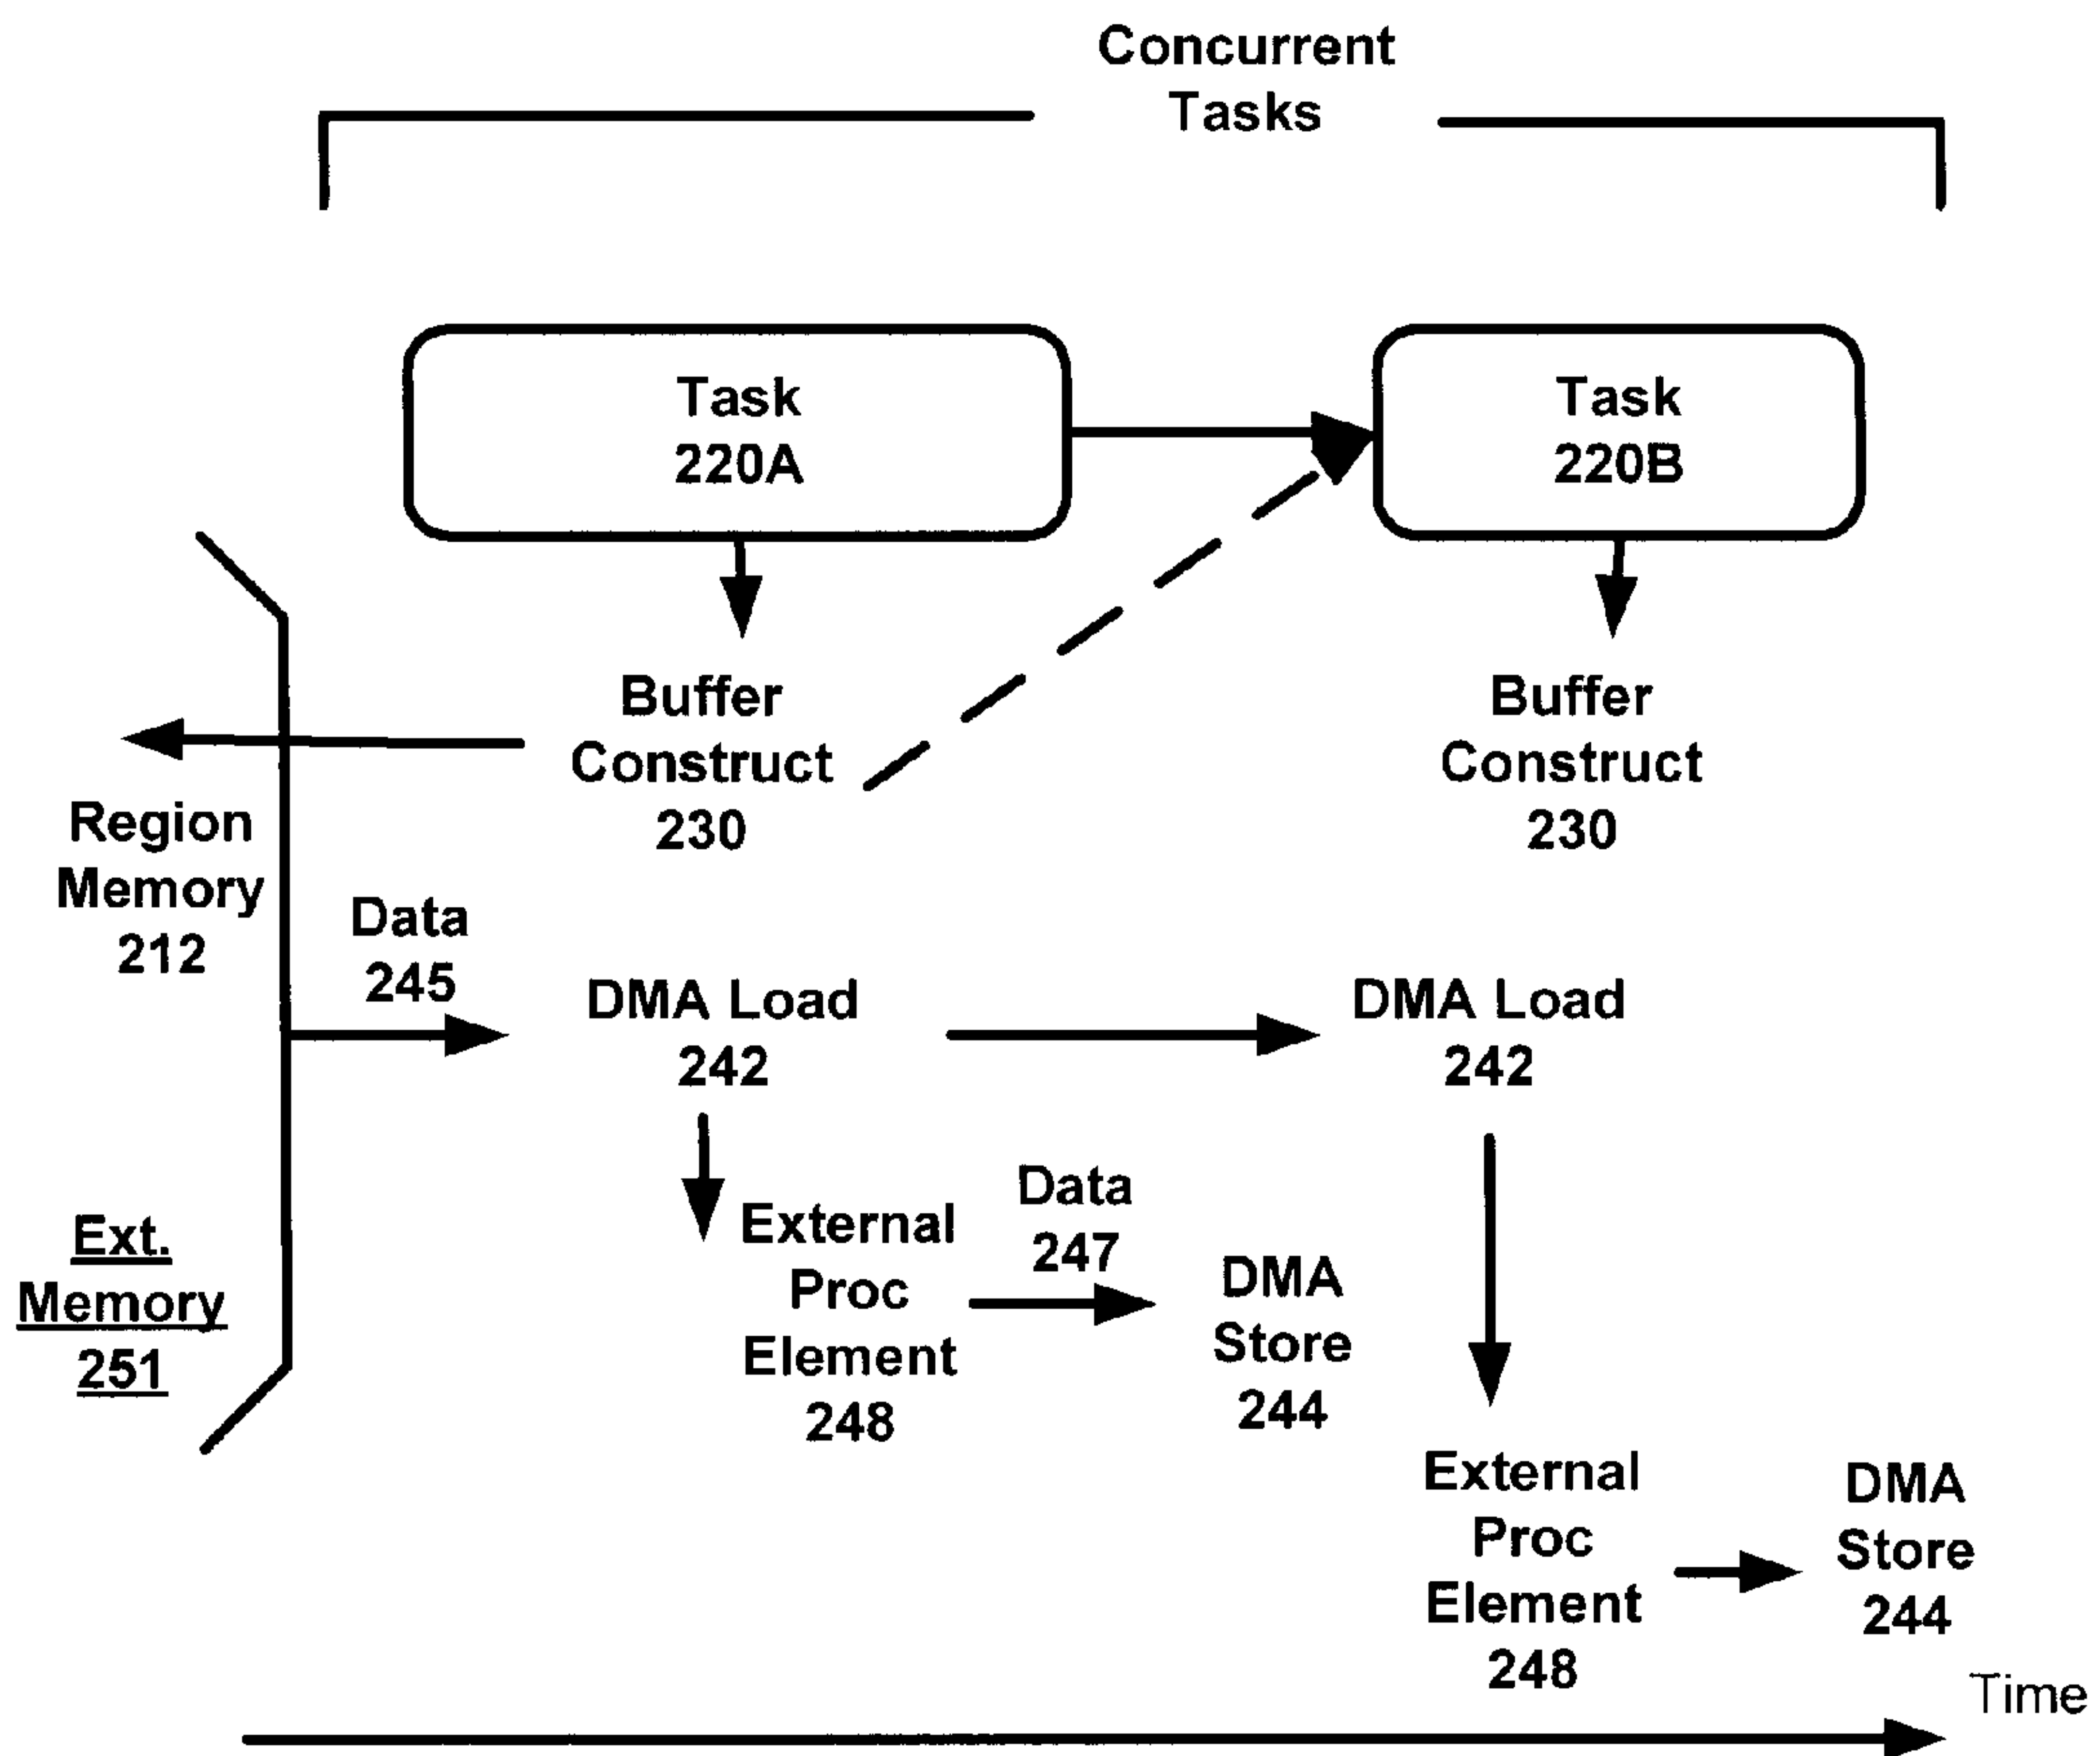 Concurrent
Tasks
Task
220A
Task
220B
Buffer
Construct
230
Buffer
Construct
230
Region
Memory
212
Data
245
DMA Load
242
DMA Load
242
Ext.
Memory
251
External
Proc
Element
248
Data
247
DMA
Store
244
External
Proc
Element
248
DMA
Store
244
Time